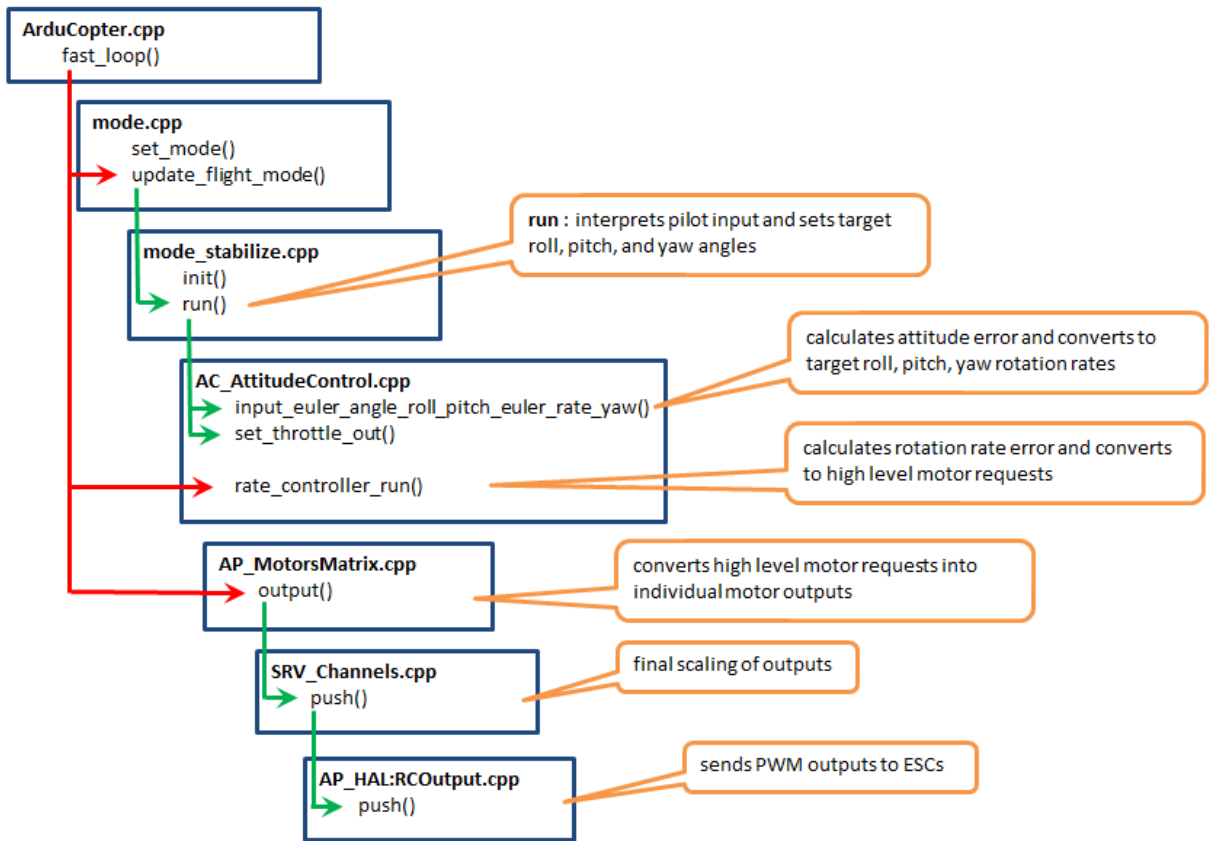 ArduCopter.cpp
fast_loop()
mode.cpp
set_mode()
update_flight_mode()
run : interprets pilot input and sets target
roll, pitch, and yaw angles
mode_stabilize.cpp
init()
run()
calculates attitude error and converts to
target roll, pitch, yaw rotation rates
AC_AttitudeControl.cpp
input_euler_angle_roll_pitch_euler_rate_yaw()
set_throttle_out()
calculates rotation rate error and converts
to high level motor requests
rate_controller_run()
AP_MotorsMatrix.cpp
output()
converts high level motor requests into
individual motor outputs
SRV_Channels.cpp
push()
final scaling of outputs
AP_HAL:RCOutput.cpp
push()
sends PWM outputs to ESCs